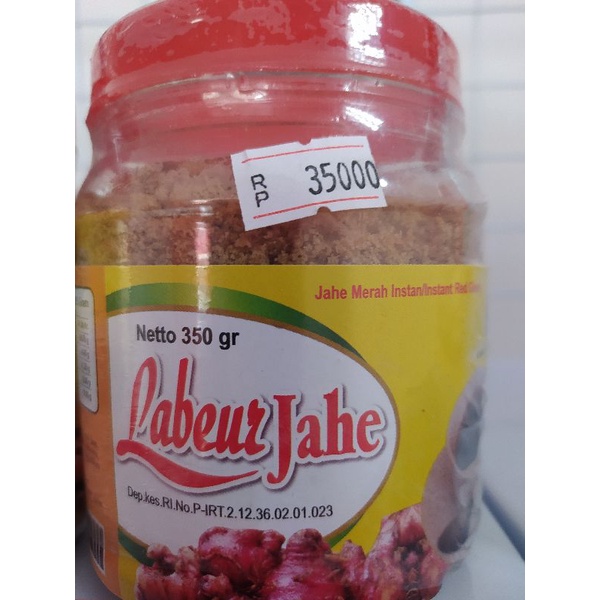 RP 35000
Jahe Merah Instan/Instant Red
Netto 350 gr
Labeur Jahe
Dep.kes.RI.No.P-IRT.2.12.36.02.01.023